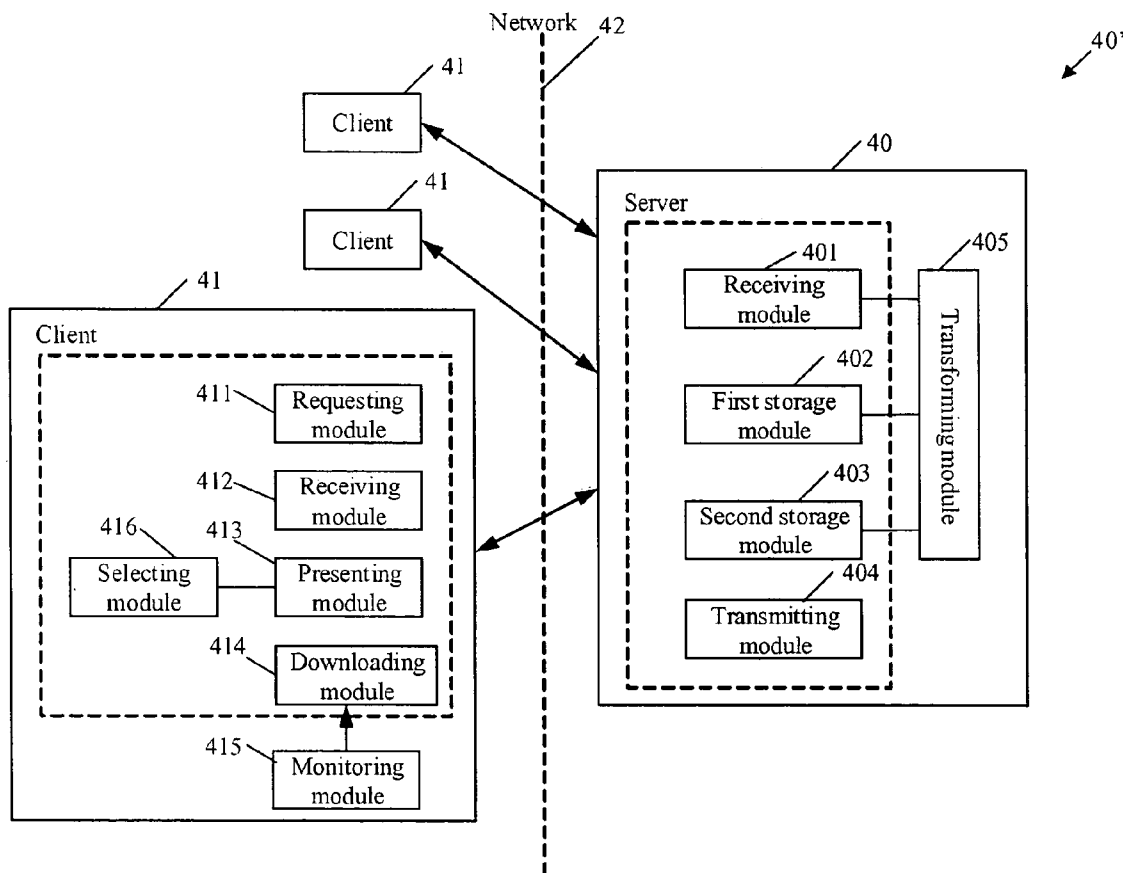 Network
42
40’
41
Client
41
Client
40
Server
401
Receiving
module
405
Transforming module
402
First storage
module
403
Second storage
module
404
Transmitting
module
41
Client
411
Requesting
module
412
Receiving
module
416
Selecting
module
413
Presenting
module
414
Downloading
module
415
Monitoring
module